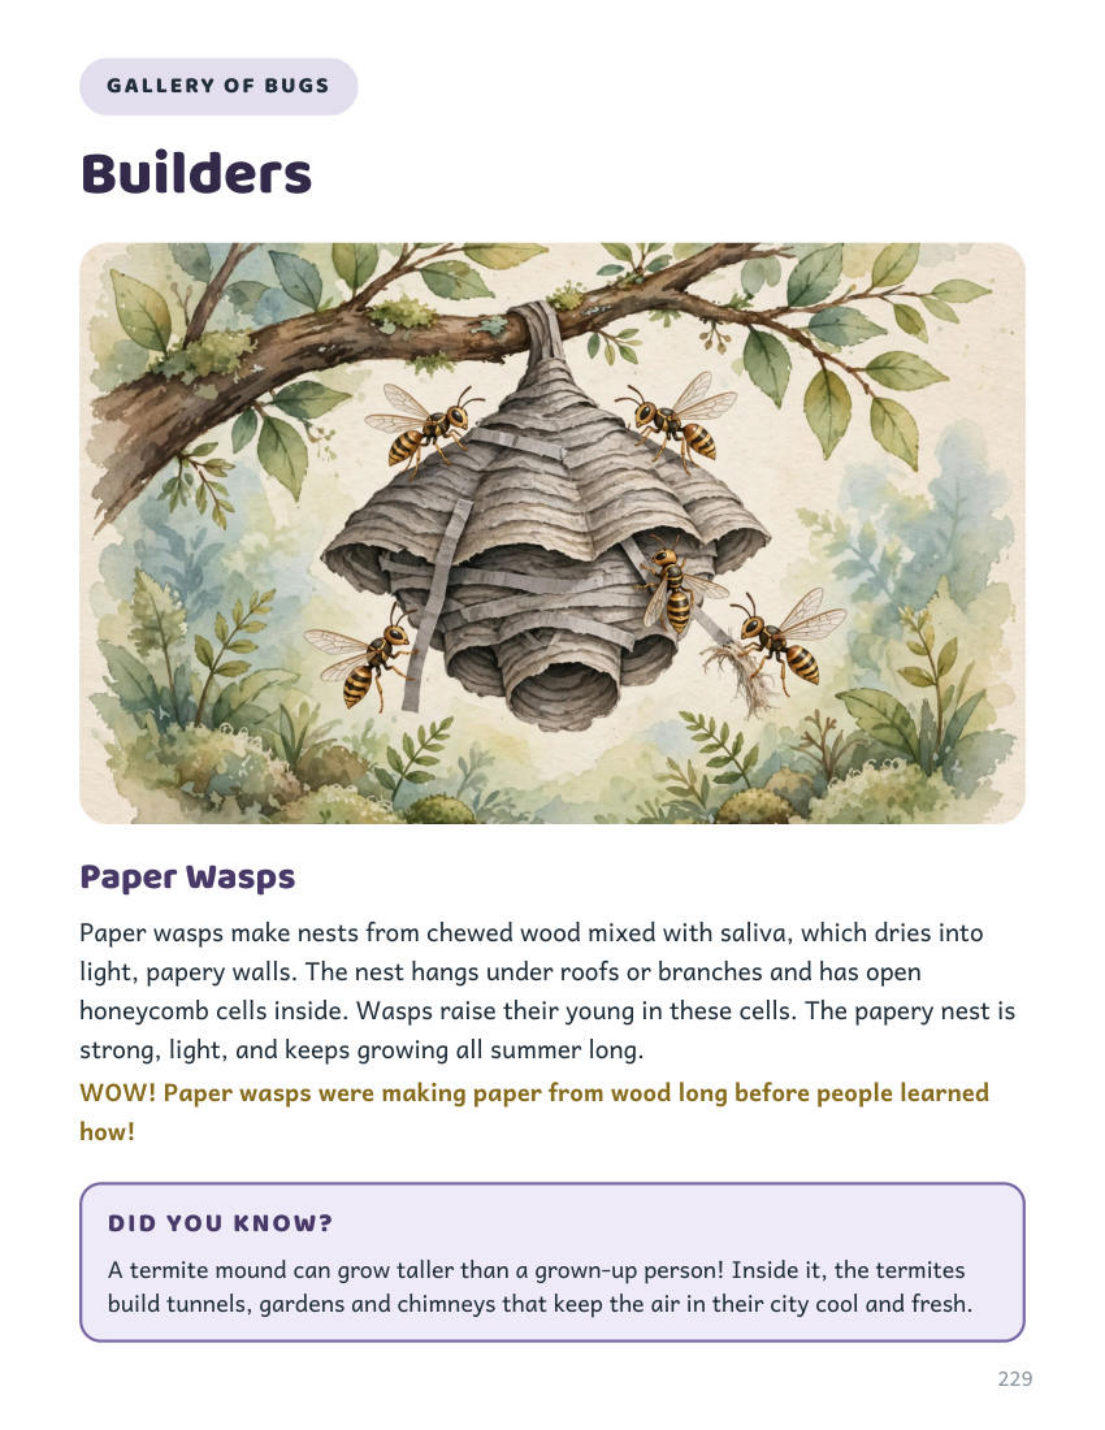 GALLERY OF BUGS
Builders
Paper Wasps
Paper wasps make nests from chewed wood mixed with saliva, which dries into
light, papery walls. The nest hangs under roofs or branches and has open
honeycomb cells inside. Wasps raise their young in these cells. The papery nest is
strong, light, and keeps growing all summer long.
WOW! Paper wasps were making paper from wood long before people learned
how!
DID YOU KNOW?
A termite mound can grow taller than a grown-up person! Inside it, the termites
build tunnels, gardens and chimneys that keep the air in their city cool and fresh.
229